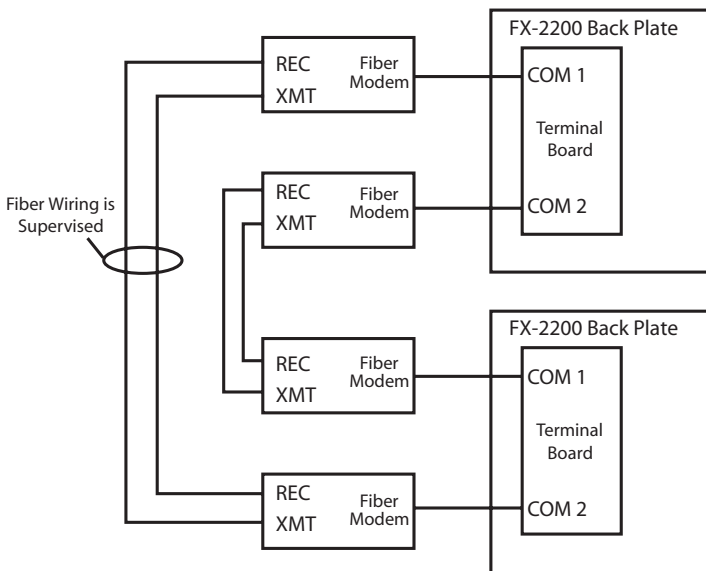 FX-2200 Back Plate
REC
XMT
Fiber
Modem
COM 1
Terminal
Board
REC
XMT
Fiber
Modem
COM 2
Fiber Wiring is
Supervised
FX-2200 Back Plate
REC
XMT
Fiber
Modem
COM 1
Terminal
Board
REC
XMT
Fiber
Modem
COM 2